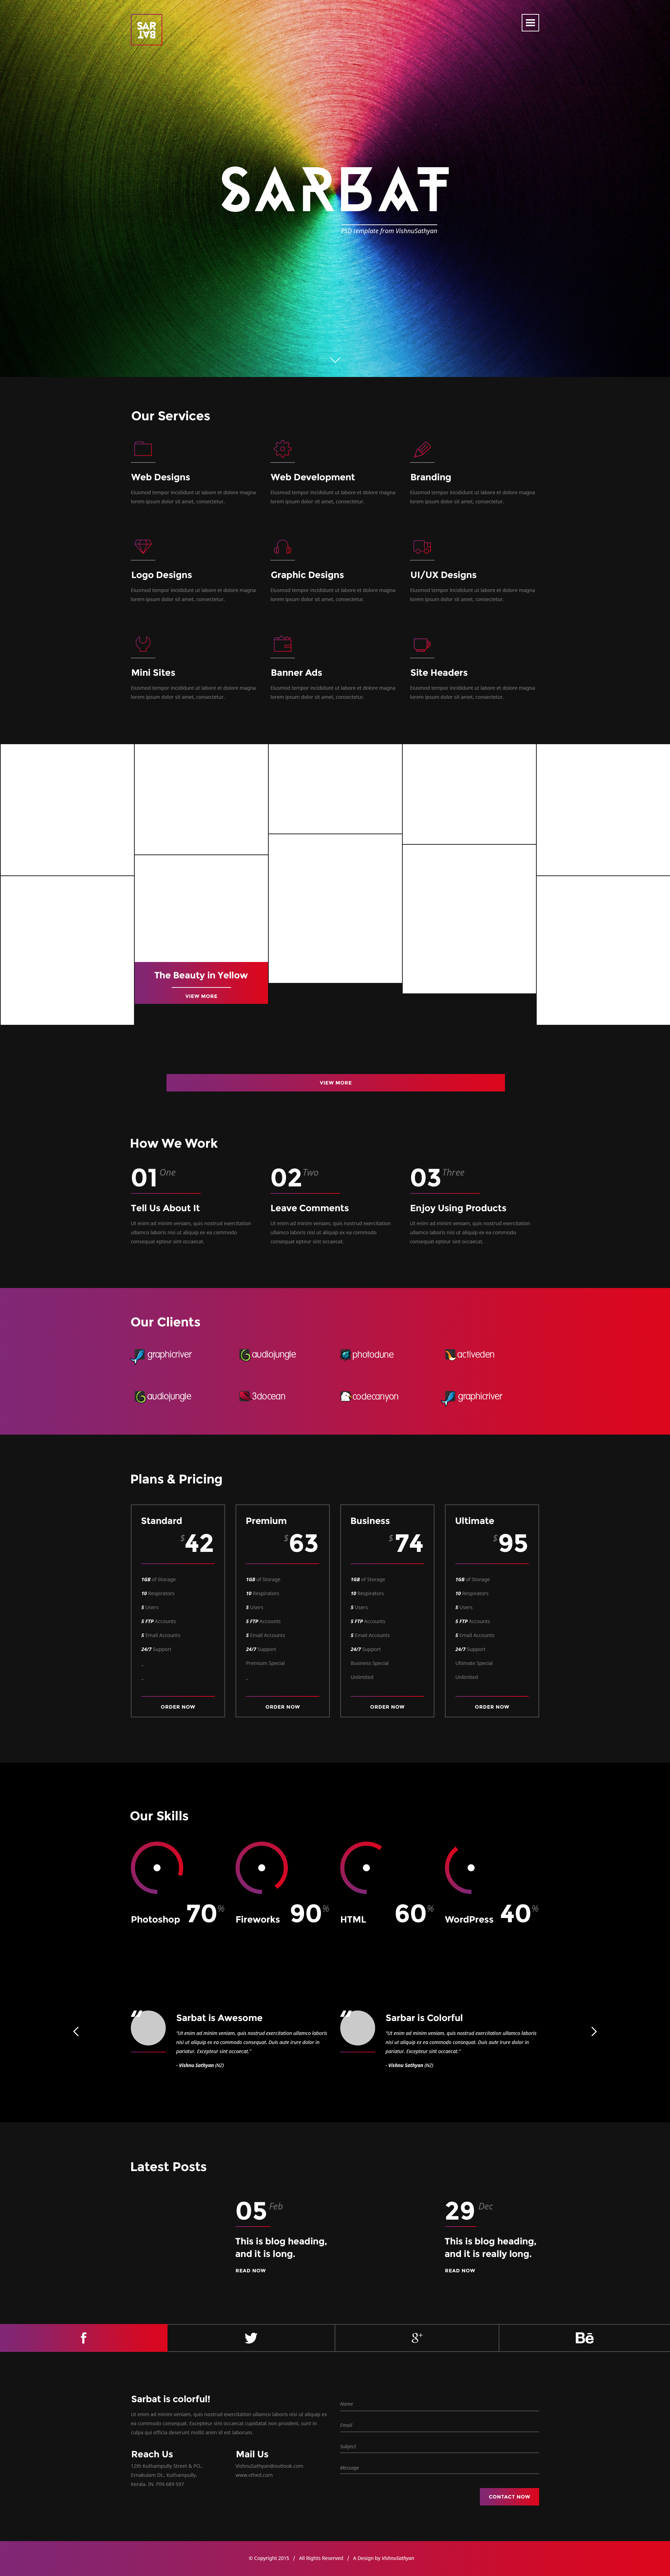 SAR
BAT
SARBAT
PSD template from VishnuSathyan
Our Services
Web Designs
Eiusmod tempor incididunt ut labore et dolore magna
lorem ipsum dolor sit amet, consectetur.
Web Development
Eiusmod tempor incididunt ut labore et dolore magna
lorem ipsum dolor sit amet, consectetur.
Branding
Eiusmod tempor incididunt ut labore et dolore magna
lorem ipsum dolor sit amet, consectetur.
Logo Designs
Eiusmod tempor incididunt ut labore et dolore magna
lorem ipsum dolor sit amet, consectetur.
Graphic Designs
Eiusmod tempor incididunt ut labore et dolore magna
lorem ipsum dolor sit amet, consectetur.
UI/UX Designs
Eiusmod tempor incididunt ut labore et dolore magna
lorem ipsum dolor sit amet, consectetur.
Mini Sites
Eiusmod tempor incididunt ut labore et dolore magna
lorem ipsum dolor sit amet, consectetur.
Banner Ads
Eiusmod tempor incididunt ut labore et dolore magna
lorem ipsum dolor sit amet, consectetur.
Site Headers
Eiusmod tempor incididunt ut labore et dolore magna
lorem ipsum dolor sit amet, consectetur.
The Beauty in Yellow
VIEW MORE
VIEW MORE
How We Work
01 One
Tell Us About It
Ut enim ad minim veniam, quis nostrud exercitation
ullamco laboris nisi ut aliquip ex ea commodo
consequat epteur sint occaecat.
02 Two
Leave Comments
Ut enim ad minim veniam, quis nostrud exercitation
ullamco laboris nisi ut aliquip ex ea commodo
consequat epteur sint occaecat.
03 Three
Enjoy Using Products
Ut enim ad minim veniam, quis nostrud exercitation
ullamco laboris nisi ut aliquip ex ea commodo
consequat epteur sint occaecat.
Our Clients
graphicriver
audiojungle
photodune
activeden
audiojungle
3docean
codecanyon
graphicriver
Plans & Pricing
Standard
$42
1GB of Storage
10 Respirators
5 Users
5 FTP Accounts
5 Email Accounts
24/7 Support
_
_
ORDER NOW
Premium
$63
1GB of Storage
10 Respirators
5 Users
5 FTP Accounts
5 Email Accounts
24/7 Support
Premium Special
_
ORDER NOW
Business
$74
1GB of Storage
10 Respirators
5 Users
5 FTP Accounts
5 Email Accounts
24/7 Support
Business Special
Unlimited
ORDER NOW
Ultimate
$95
1GB of Storage
10 Respirators
5 Users
5 FTP Accounts
5 Email Accounts
24/7 Support
Ultimate Special
Unlimited
ORDER NOW
Our Skills
Photoshop 70%
Fireworks 90%
HTML 60%
WordPress 40%
“
Sarbat is Awesome
"Ut enim ad minim veniam, quis nostrud exercitation ullamco laboris
nisi ut aliquip ex ea commodo consequat. Duis aute irure dolor in
pariatur. Excepteur sint occaecat."
- Vishnu Sathyan (N2)
“
Sarbar is Colorful
"Ut enim ad minim veniam, quis nostrud exercitation ullamco laboris
nisi ut aliquip ex ea commodo consequat. Duis aute irure dolor in
pariatur. Excepteur sint occaecat."
- Vishnu Sathyan (N2)
Latest Posts
05 Feb
This is blog heading,
and it is long.
READ NOW
29 Dec
This is blog heading,
and it is really long.
READ NOW
f
g+
Bē
Sarbat is colorful!
Ut enim ad minim veniam, quis nostrud exercitation ullamco laboris nisi ut aliquip ex
ea commodo consequat. Excepteur sint occaecat cupidatat non proident, sunt in
culpa qui officia deserunt mollit anim id est laborum.
Reach Us
12th Kuthampully Street & PO.,
Ernakulam Dt., Kuthampully,
Kerala. IN. PIN 689 597
Mail Us
VishnuSathyan@outlook.com
www.sthed.com
Name
Email
Subject
Message
CONTACT NOW
© Copyright 2015 / All Rights Reserved / A Design by VishnuSathyan